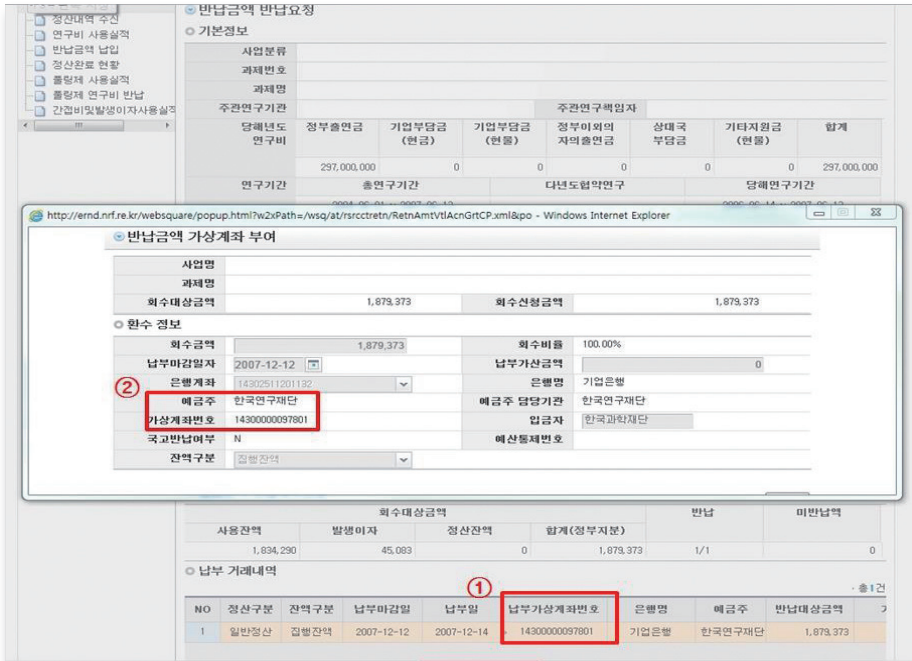 정산내역 수신
연구비 사용실적
반납금액 납입
정산완료 현황
풀링제 사용실적
풀링제 연구비 반납
간접비및발생이자사용실적
반납금액 반납요청
기본정보
사업분류
과제번호
과제명
주관연구기관 주관연구책임자
당해년도 연구비 정부출연금 기업부담금 (현금) 기업부담금 (현물) 정부이외의 자의출연금 상대국 부담금 기타지원금 (현물) 합계
297,000,000 0 0 0 0 0 297,000,000
연구기간 총연구기간 다년도협약연구 당해연구기간
http://ernd.nrf.re.kr/websquare/popup.html?w2xPath=/wsq/at/rsrcctretn/RetnAmtVtlAcnGrtCP.xml&po - Windows Internet Explorer
반납금액 가상계좌 부여
사업명
과제명
회수대상금액 1,879,373 회수신청금액 1,879,373
환수 정보
회수금액 1,879,373 회수비율 100.00%
납부마감일자 2007-12-12 납부가산금액 0
② 은행계좌 14302511201132 은행명 기업은행
예금주 한국연구재단 예금주 담당기관 한국연구재단
가상계좌번호 14300000097801 입금자 한국과학재단
국고반납여부 N 예산통제번호
잔액구분 집행잔액
회수대상금액 반납 미반납액
사용잔액 발생이자 정산잔액 합계(정부지분)
1,834,290 45,083 0 1,879,373 1/1 0
납부 거래내역
① 총1건
NO 정산구분 잔액구분 납부마감일 납부일 납부가상계좌번호 은행명 예금주 반납대상금액
1 일반정산 집행잔액 2007-12-12 2007-12-14 14300000097801 기업은행 한국연구재단 1,879,373